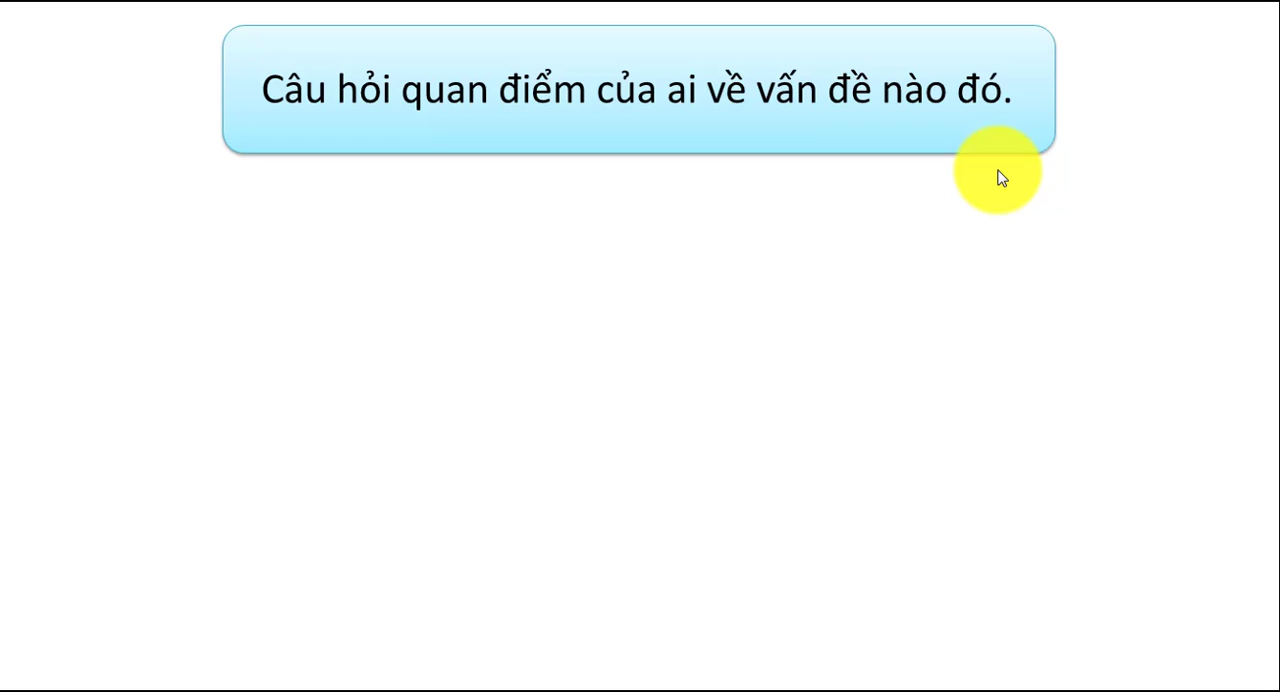 Câu hỏi quan điểm của ai về vấn đề nào đó.